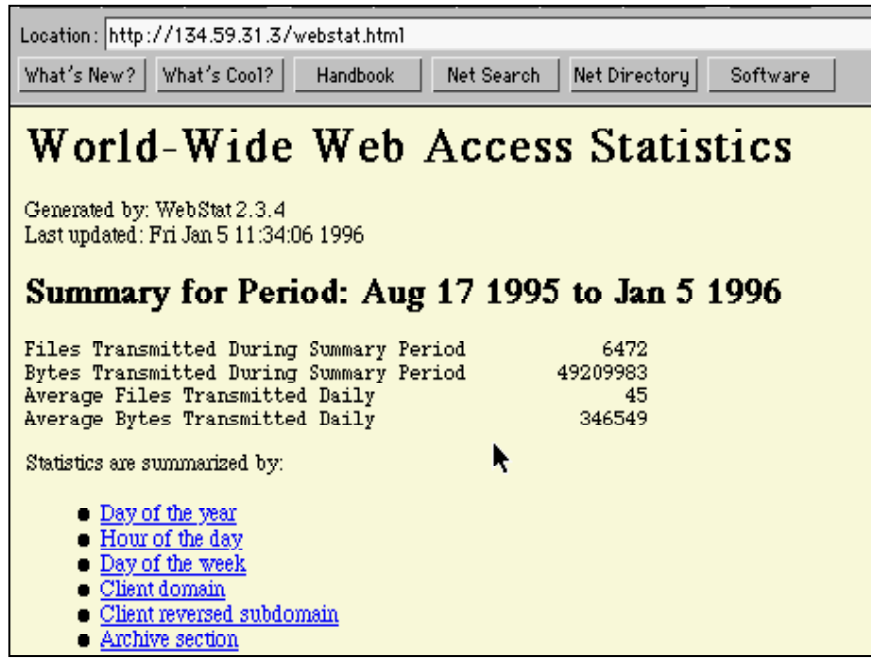 Location: http://134.59.31.3/webstat.html
What's New? What's Cool? Handbook Net Search Net Directory Software
World-Wide Web Access Statistics
Generated by: WebStat 2.3.4
Last updated: Fri Jan 5 11:34:06 1996
Summary for Period: Aug 17 1995 to Jan 5 1996
Files Transmitted During Summary Period 6472
Bytes Transmitted During Summary Period 49209983
Average Files Transmitted Daily 45
Average Bytes Transmitted Daily 346549
Statistics are summarized by:
● Day of the year
● Hour of the day
● Day of the week
● Client domain
● Client reversed subdomain
● Archive section